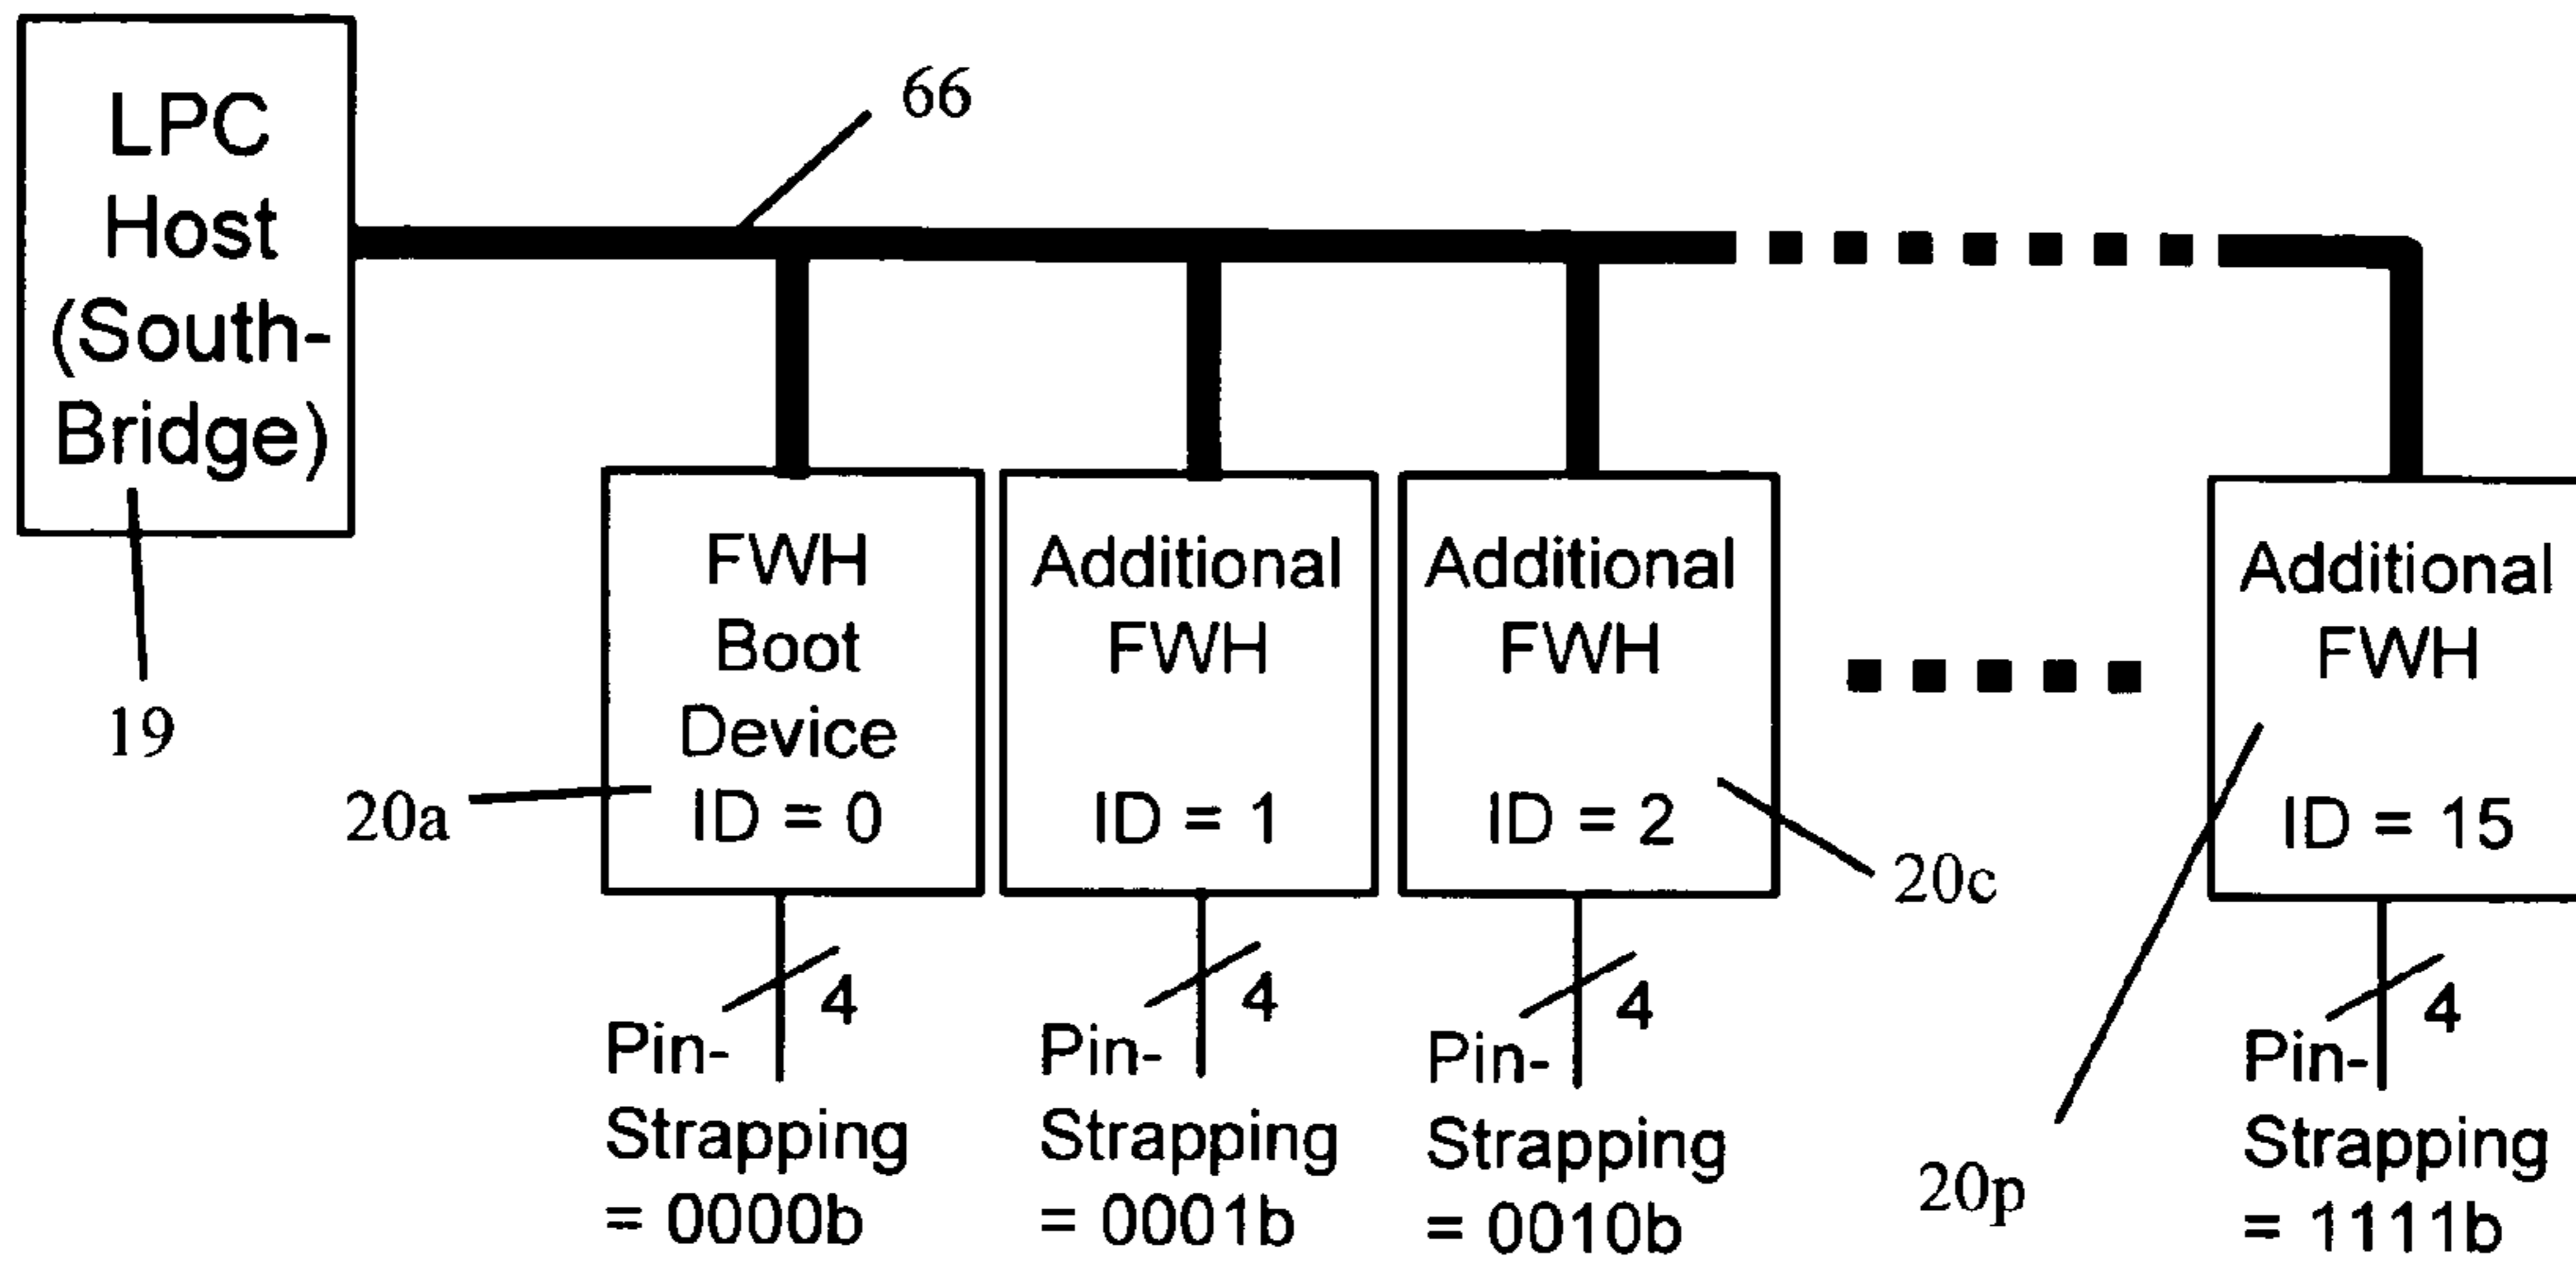 LPC
Host
(South-
Bridge)
19
66
FWH
Boot
Device
ID = 0
20a
4
Pin-
Strapping
= 0000b
Additional
FWH
ID = 1
4
Pin-
Strapping
= 0001b
Additional
FWH
ID = 2
20c
4
Pin-
Strapping
= 0010b
Additional
FWH
ID = 15
20p
4
Pin-
Strapping
= 1111b